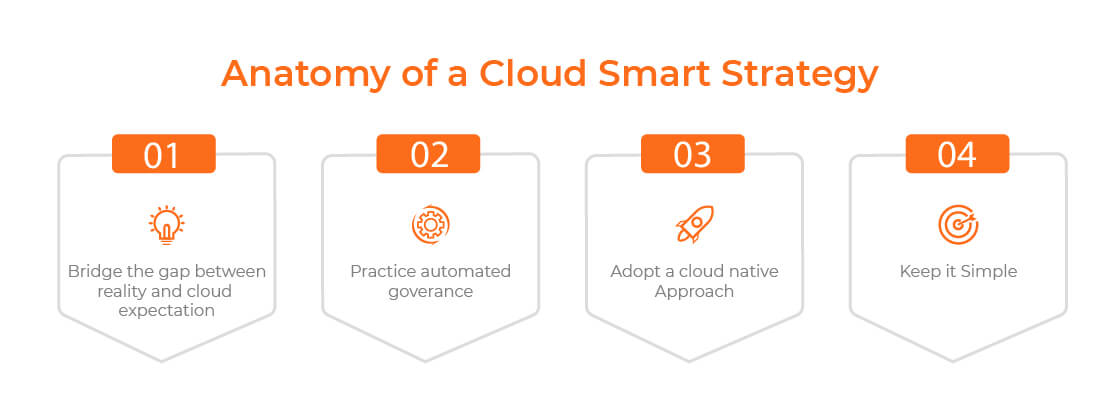 Anatomy of a Cloud Smart Strategy
01
Bridge the gap between
reality and cloud
expectation
02
Practice automated
goverance
03
Adopt a cloud native
Approach
04
Keep it Simple